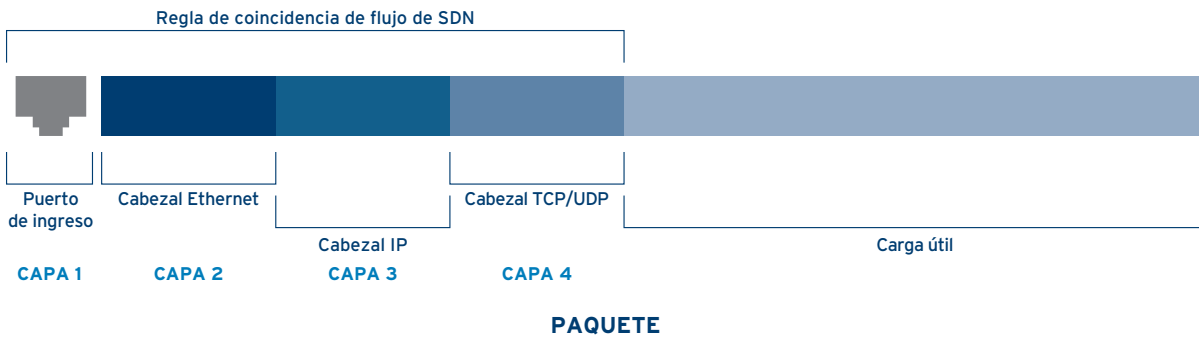 Regla de coincidencia de flujo de SDN
Puerto
de ingreso
Cabezal Ethernet
Cabezal IP
Cabezal TCP/UDP
Carga útil
CAPA 1
CAPA 2
CAPA 3
CAPA 4
PAQUETE